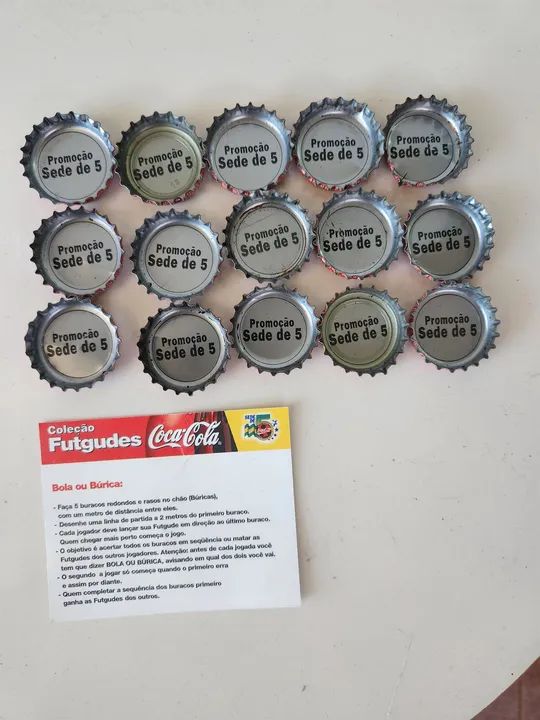 Promoção
Sede de 5
Promoção
Sede de 5
Promoção
Sede de 5
Promoção
Sede de 5
Promoção
Sede de 5
Promoção
Sede de 5
Promoção
Sede de 5
Promoção
Sede de 5
Promoção
Sede de 5
Promoção
Sede de 5
Promoção
Sede de 5
Promoção
Sede de 5
Promoção
Sede de 5
Promoção
Sede de 5
Promoção
Sede de 5
Coleção
Futgudes Coca-Cola
SEDE DE 5
Bola ou Búrica:
- Faça 5 buracos redondos e rasos no chão (Búricas),
com um metro de distância entre eles.
- Desenhe uma linha de partida a 2 metros do primeiro buraco.
- Cada jogador deve lançar sua Futgude em direção ao último buraco.
Quem chegar mais perto começa o jogo.
- O objetivo é acertar todos os buracos em seqüência ou matar as
Futgudes dos outros jogadores. Atenção: antes de cada jogada você
tem que dizer BOLA OU BÚRICA, avisando em qual dos dois você vai.
- O segundo a jogar só começa quando o primeiro erra
e assim por diante.
- Quem completar a sequência dos buracos primeiro
ganha as Futgudes dos outros.